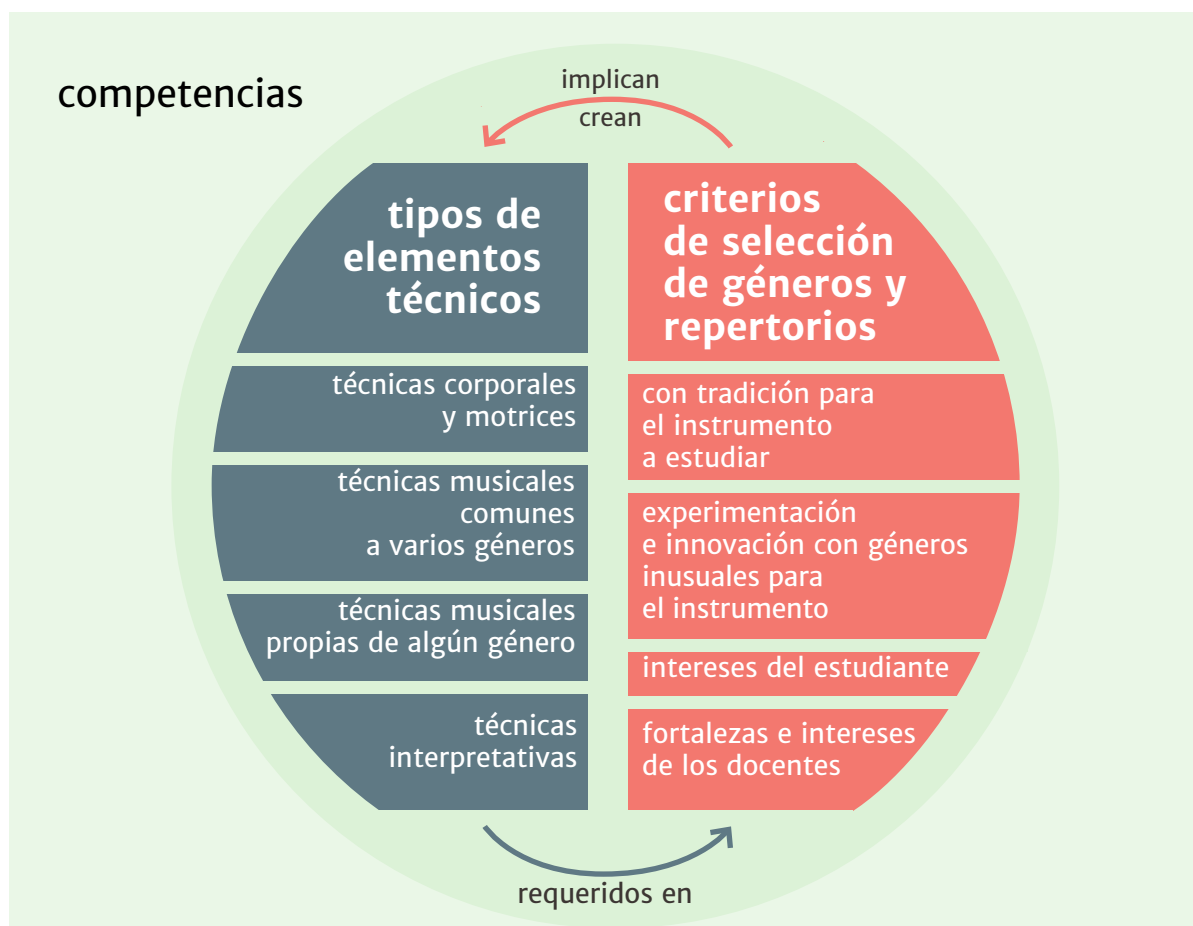 competencias
implican
crean
tipos de
elementos
técnicos
técnicas corporales
y motrices
técnicas musicales
comunes
a varios géneros
técnicas musicales
propias de algún género
técnicas
interpretativas
criterios
de selección
de géneros y
repertorios
con tradición para
el instrumento
a estudiar
experimentación
e innovación con géneros
inusuales para
el instrumento
intereses del estudiante
fortalezas e intereses
de los docentes
requeridos en